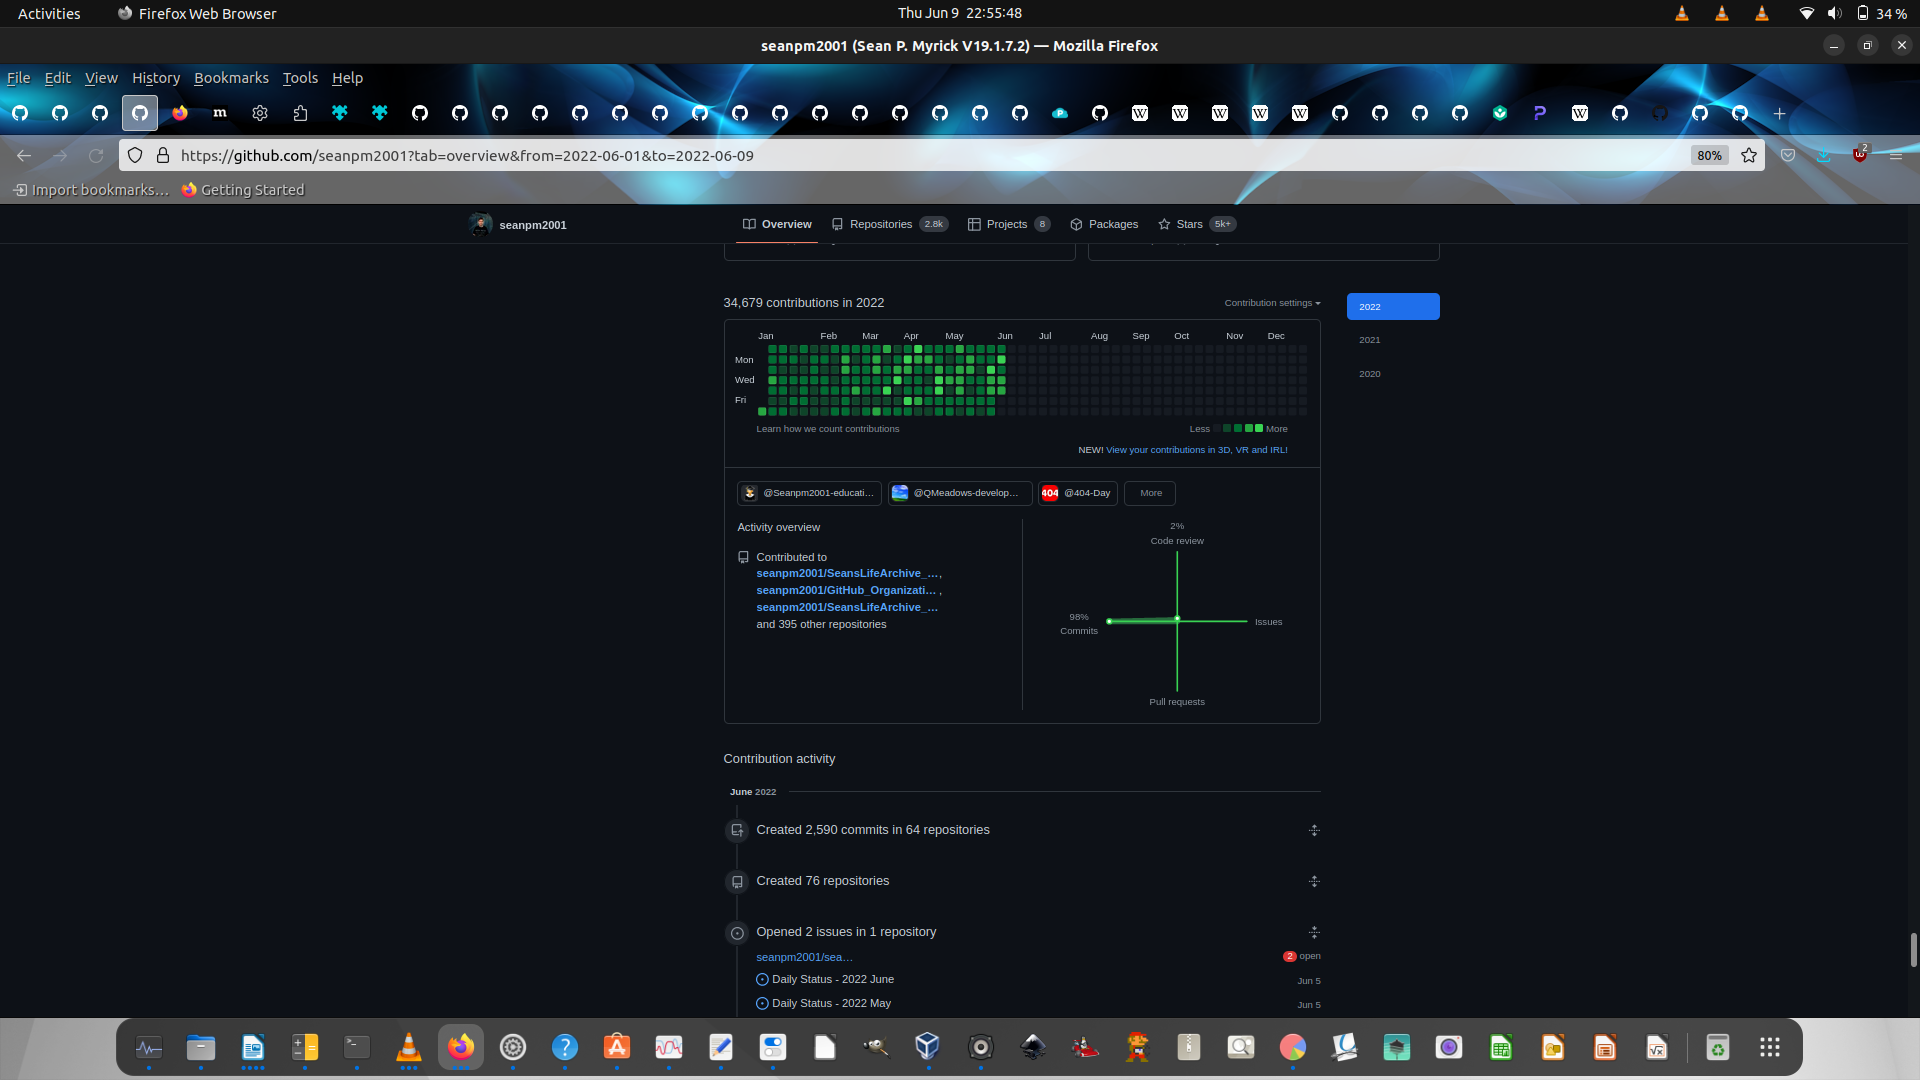 Activities
Firefox Web Browser
Thu Jun 9 22:55:48
34 %
seanpm2001 (Sean P. Myrick V19.1.7.2) — Mozilla Firefox
File Edit View History Bookmarks Tools Help
https://github.com/seanpm2001?tab=overview&from=2022-06-01&to=2022-06-09
80%
2
Import bookmarks…
Getting Started
seanpm2001
Overview
Repositories 2.8k
Projects 8
Packages
Stars 5k+
34,679 contributions in 2022
Contribution settings
2022
2021
2020
Jan Feb Mar Apr May Jun Jul Aug Sep Oct Nov Dec
Mon
Wed
Fri
Learn how we count contributions
Less More
NEW! View your contributions in 3D, VR and IRL!
@Seanpm2001-educati…
@QMeadows-develop…
404 @404-Day
More
Activity overview
Contributed to
seanpm2001/SeansLifeArchive_…,
seanpm2001/GitHub_Organizati… ,
seanpm2001/SeansLifeArchive_…
and 395 other repositories
2%
Code review
98%
Commits
Issues
Pull requests
Contribution activity
June 2022
Created 2,590 commits in 64 repositories
Created 76 repositories
Opened 2 issues in 1 repository
seanpm2001/sea…
2 open
Daily Status - 2022 June
Jun 5
Daily Status - 2022 May
Jun 5